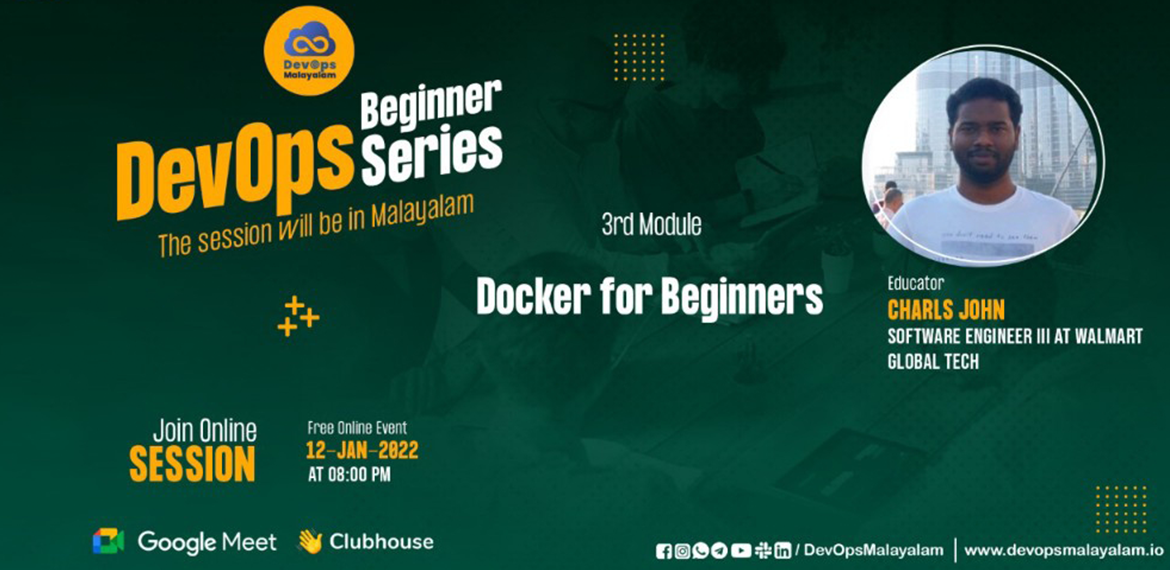 DevOps
Malayalam
DevOps Beginner
Series
The session will be in Malayalam
3rd Module
Docker for Beginners
Educator
CHARLS JOHN
SOFTWARE ENGINEER III AT WALMART
GLOBAL TECH
Join Online
SESSION
Free Online Event
12-JAN-2022
AT 08:00 PM
Google Meet
Clubhouse
/ DevOpsMalayalam
www.devopsmalayalam.io